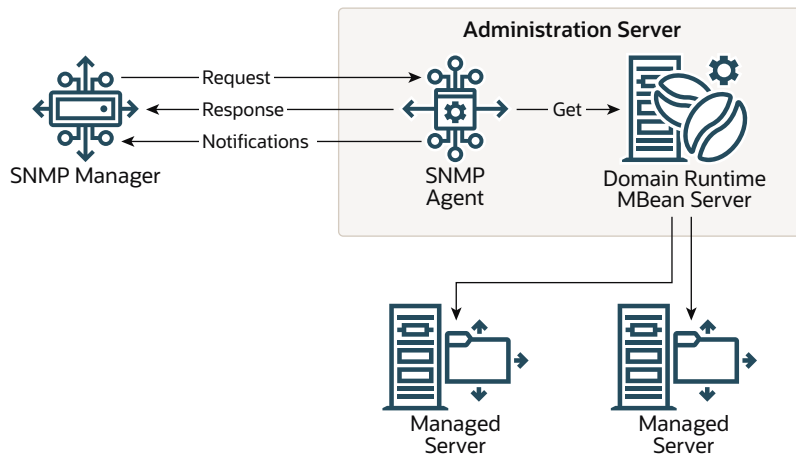 Administration Server
Request
Response
Notifications
Get
SNMP Manager
SNMP
Agent
Domain Runtime
MBean Server
Managed
Server
Managed
Server